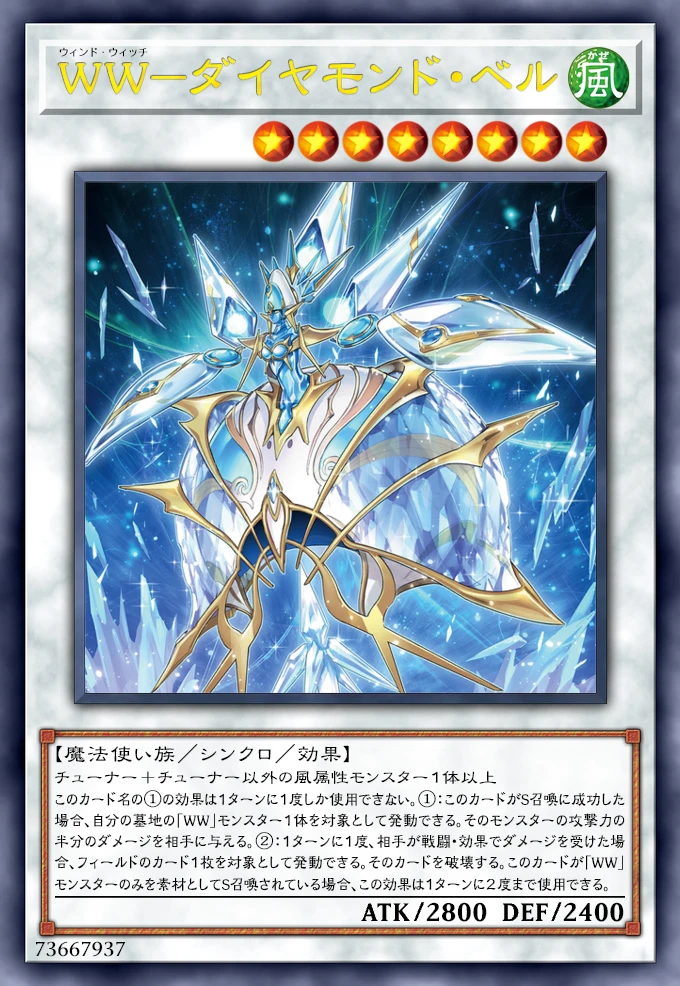 ウィンド・ウィッチ
WW－ダイヤモンド・ベル
かぜ
風
【魔法使い族／シンクロ／効果】
チューナー＋チューナー以外の風属性モンスター１体以上
このカード名の①の効果は１ターンに１度しか使用できない。①：このカードがS召喚に成功した
場合、自分の墓地の「WW」モンスター１体を対象として発動できる。そのモンスターの攻撃力の
半分のダメージを相手に与える。②：１ターンに１度、相手が戦闘・効果でダメージを受けた場
合、フィールドのカード１枚を対象として発動できる。そのカードを破壊する。このカードが「WW」
モンスターのみを素材としてS召喚されている場合、この効果は１ターンに２度まで使用できる。
ATK/2800 DEF/2400
73667937